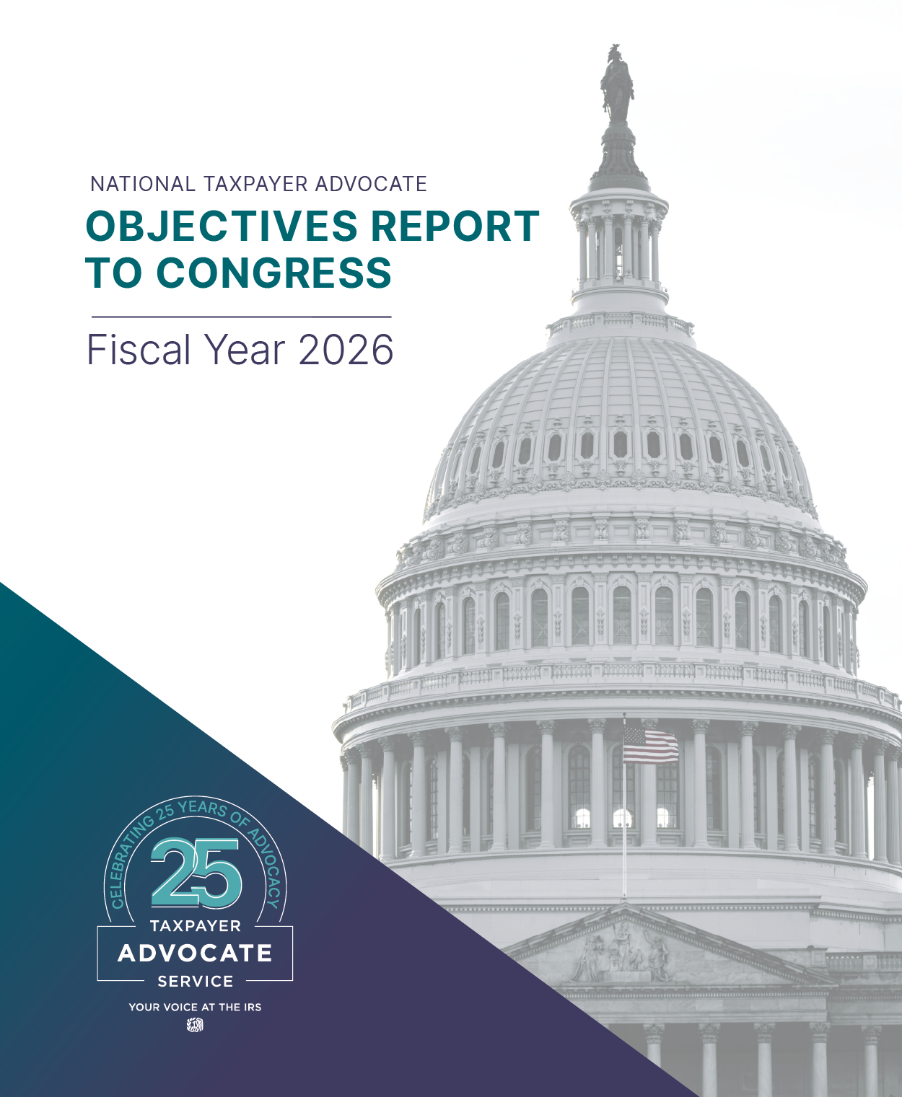 NATIONAL TAXPAYER ADVOCATE
OBJECTIVES REPORT
TO CONGRESS
Fiscal Year 2026
CELEBRATING 25 YEARS OF ADVOCACY
25
TAXPAYER
ADVOCATE
SERVICE
YOUR VOICE AT THE IRS